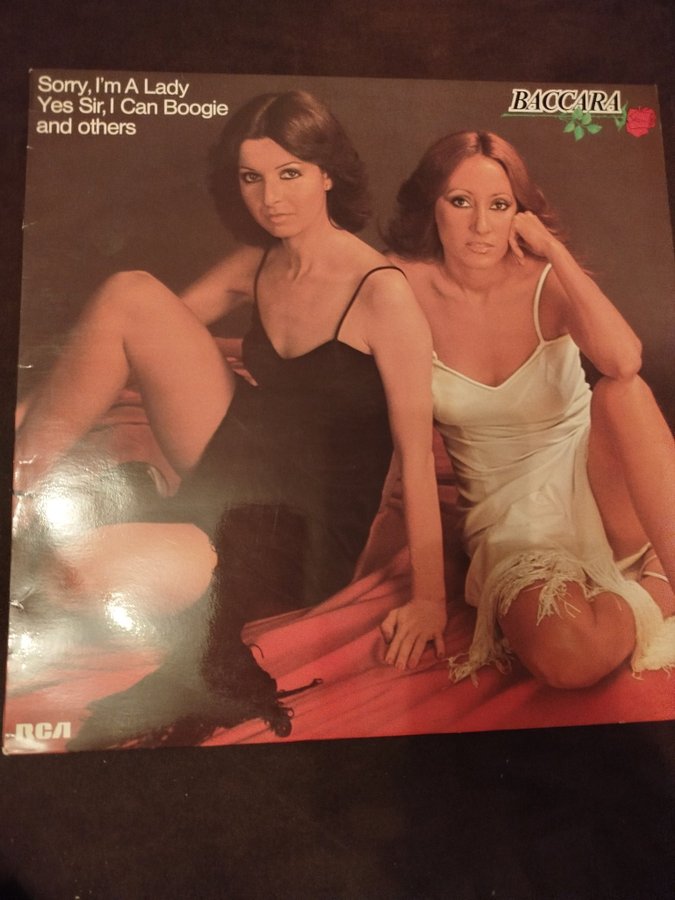 Sorry, I'm A Lady
Yes Sir, I Can Boogie
and others
BACCARA
RCA